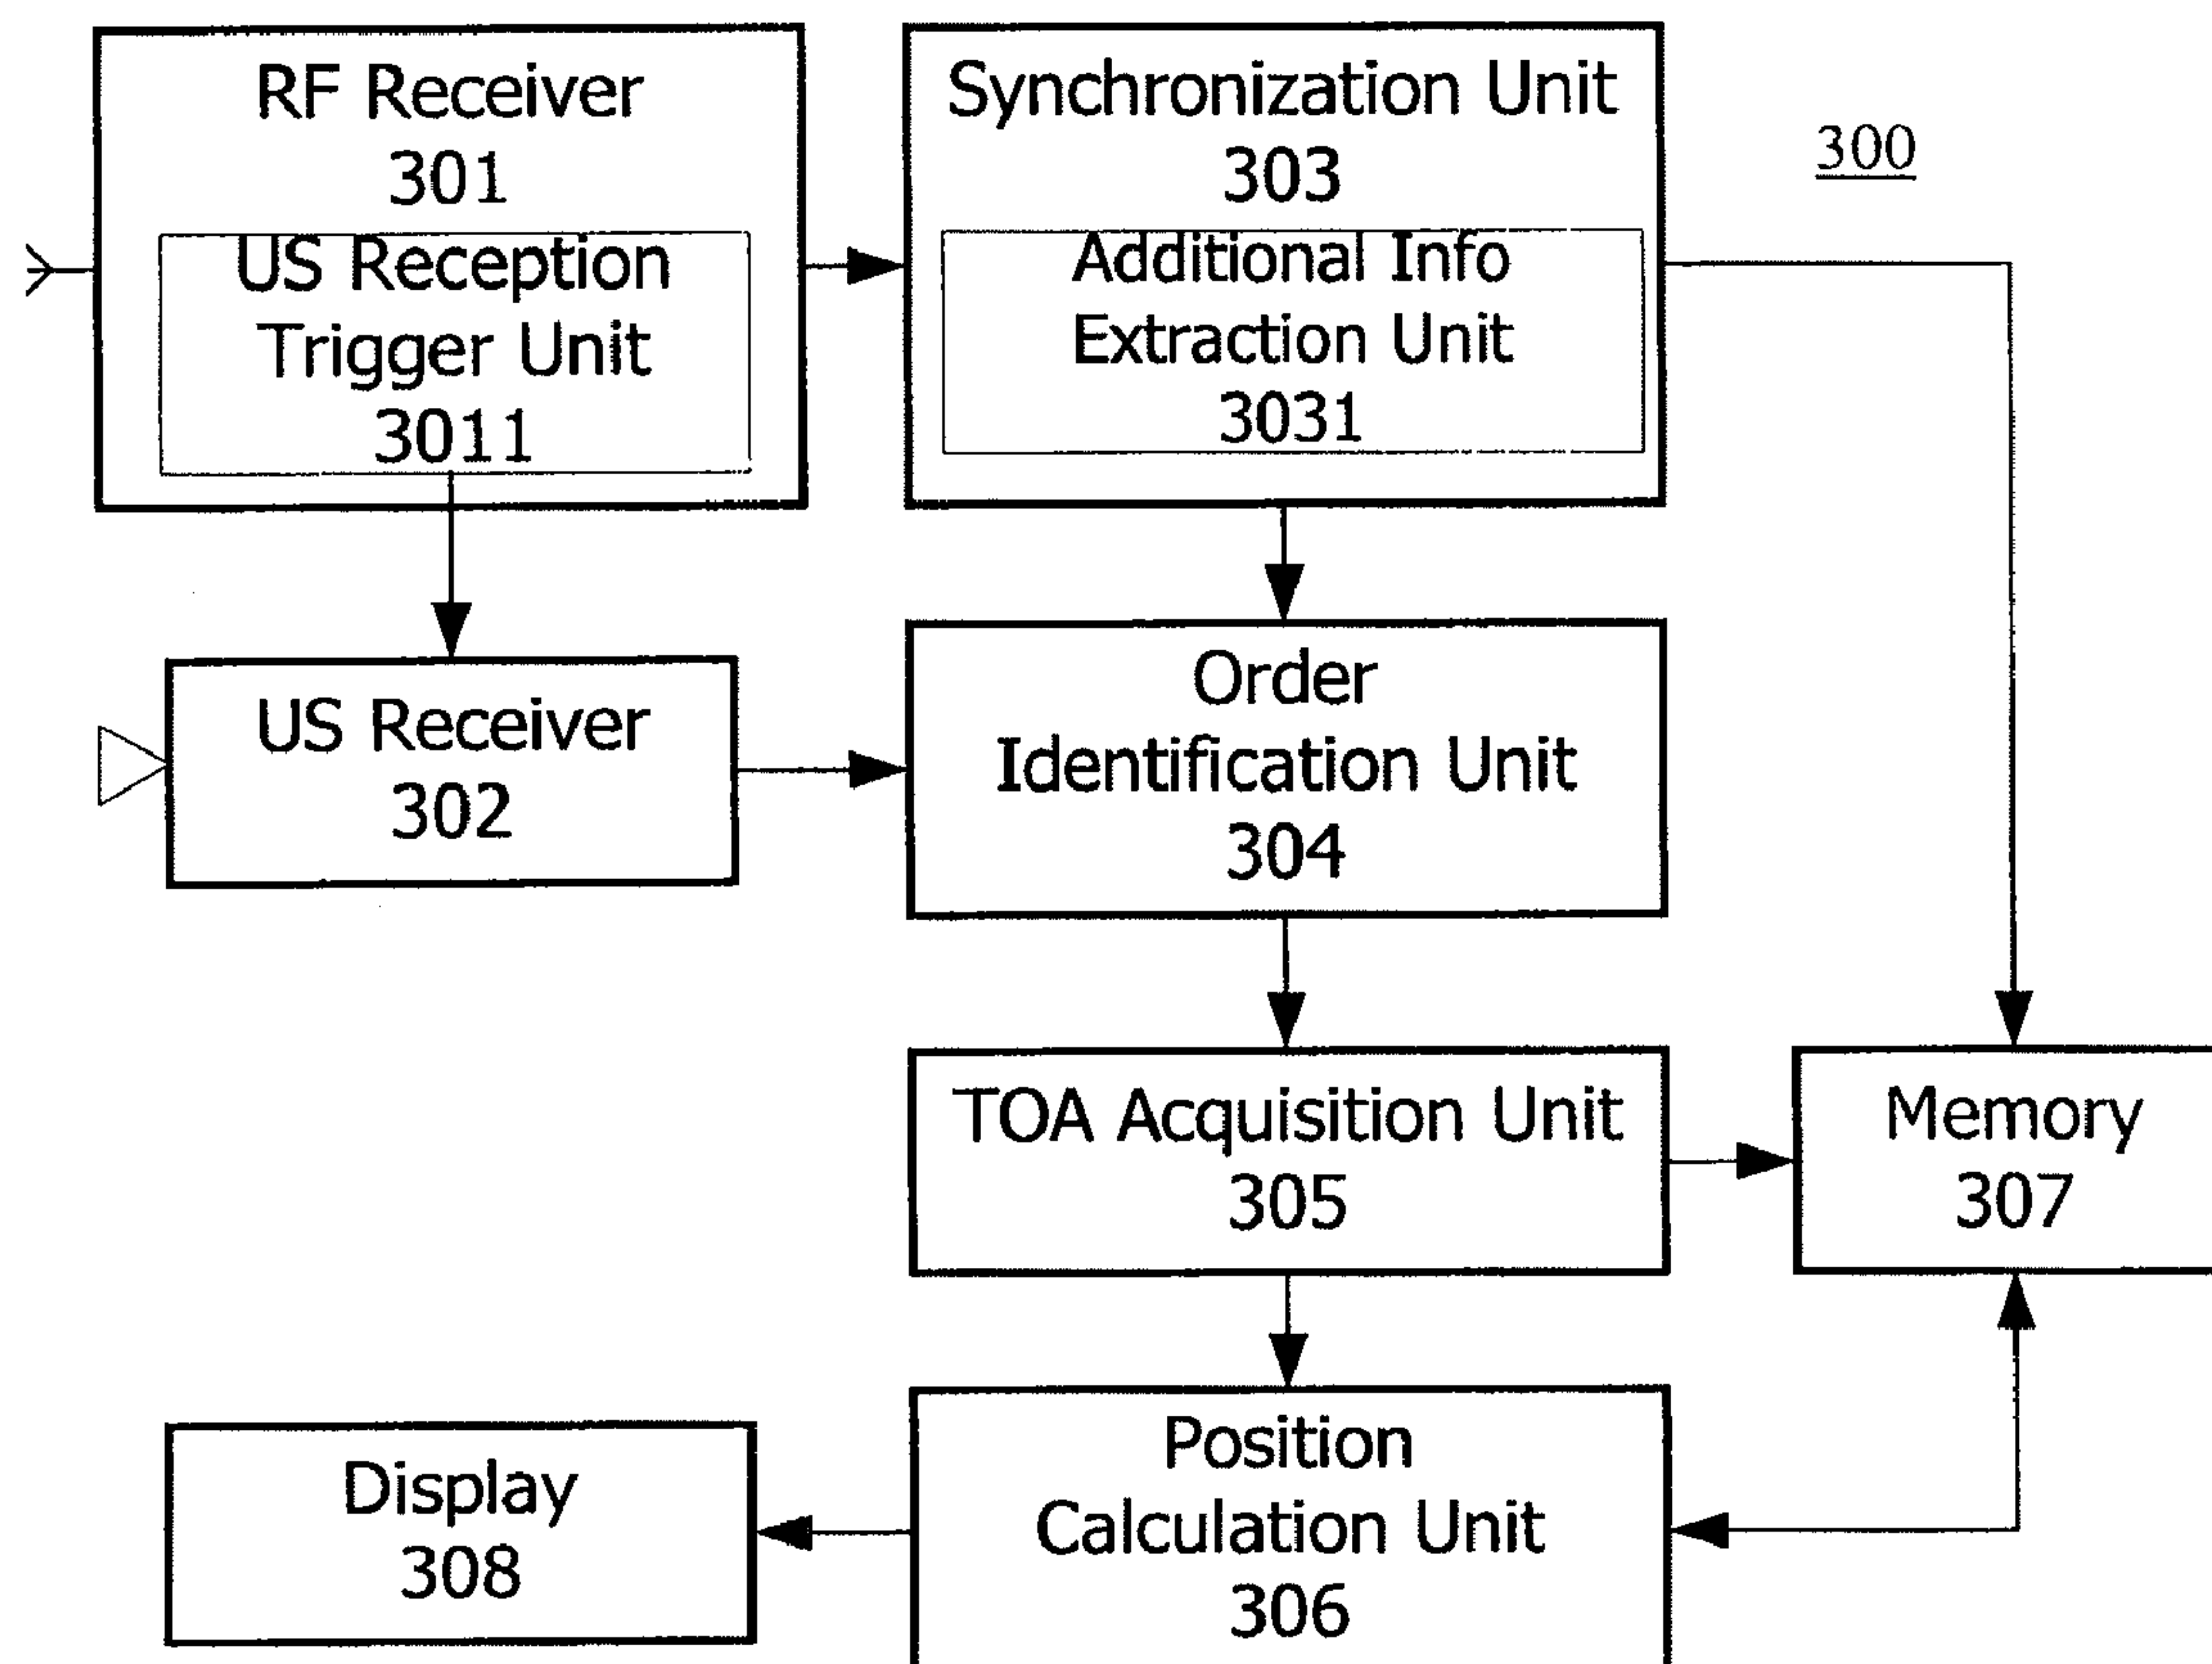 RF Receiver
301
US Reception
Trigger Unit
3011
Synchronization Unit
303
Additional Info
Extraction Unit
3031
300
US Receiver
302
Order
Identification Unit
304
TOA Acquisition Unit
305
Memory
307
Display
308
Position
Calculation Unit
306